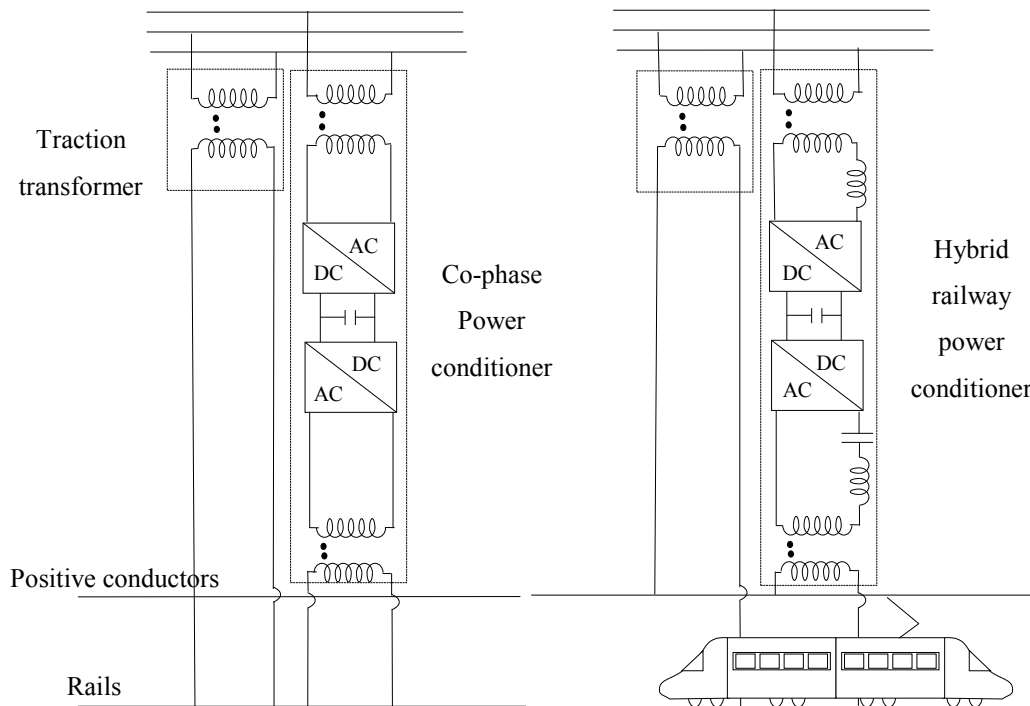 Traction
transformer
AC
DC
DC
AC
Co-phase
Power
conditioner
AC
DC
DC
AC
Hybrid
railway
power
conditioner
Positive conductors
Rails